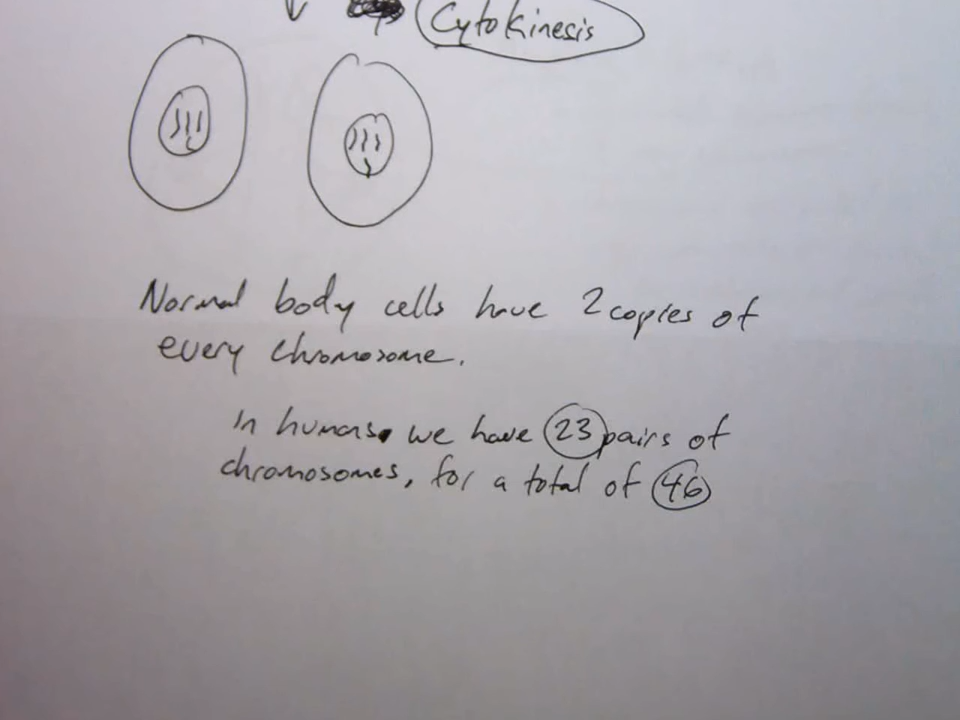 Cytokinesis
Normal body cells have 2 copies of
every chromosome.
In humans we have 23 pairs of
chromosomes, for a total of 46